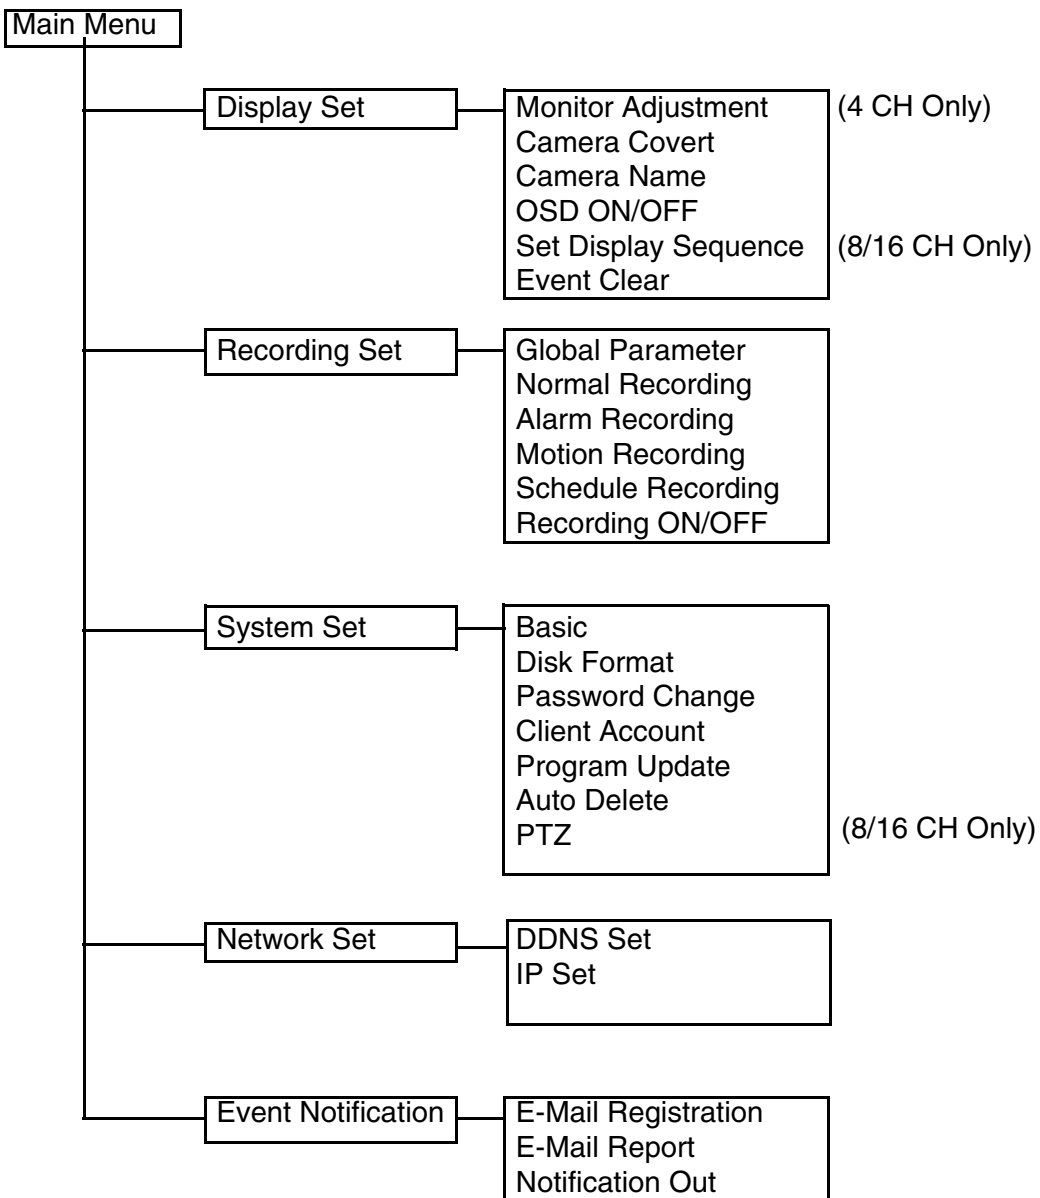 Main Menu
Display Set
Monitor Adjustment (4 CH Only)
Camera Covert
Camera Name
OSD ON/OFF
Set Display Sequence (8/16 CH Only)
Event Clear
Recording Set
Global Parameter
Normal Recording
Alarm Recording
Motion Recording
Schedule Recording
Recording ON/OFF
System Set
Basic
Disk Format
Password Change
Client Account
Program Update
Auto Delete
PTZ (8/16 CH Only)
Network Set
DDNS Set
IP Set
Event Notification
E-Mail Registration
E-Mail Report
Notification Out